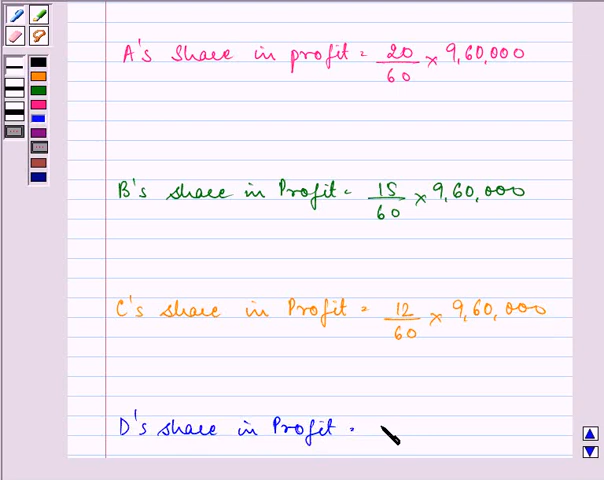 A's share in profit = 20/60 × 9,60,000
B's share in Profit = 15/60 × 9,60,000
C's share in Profit = 12/60 × 9,60,000
D's share in Profit =